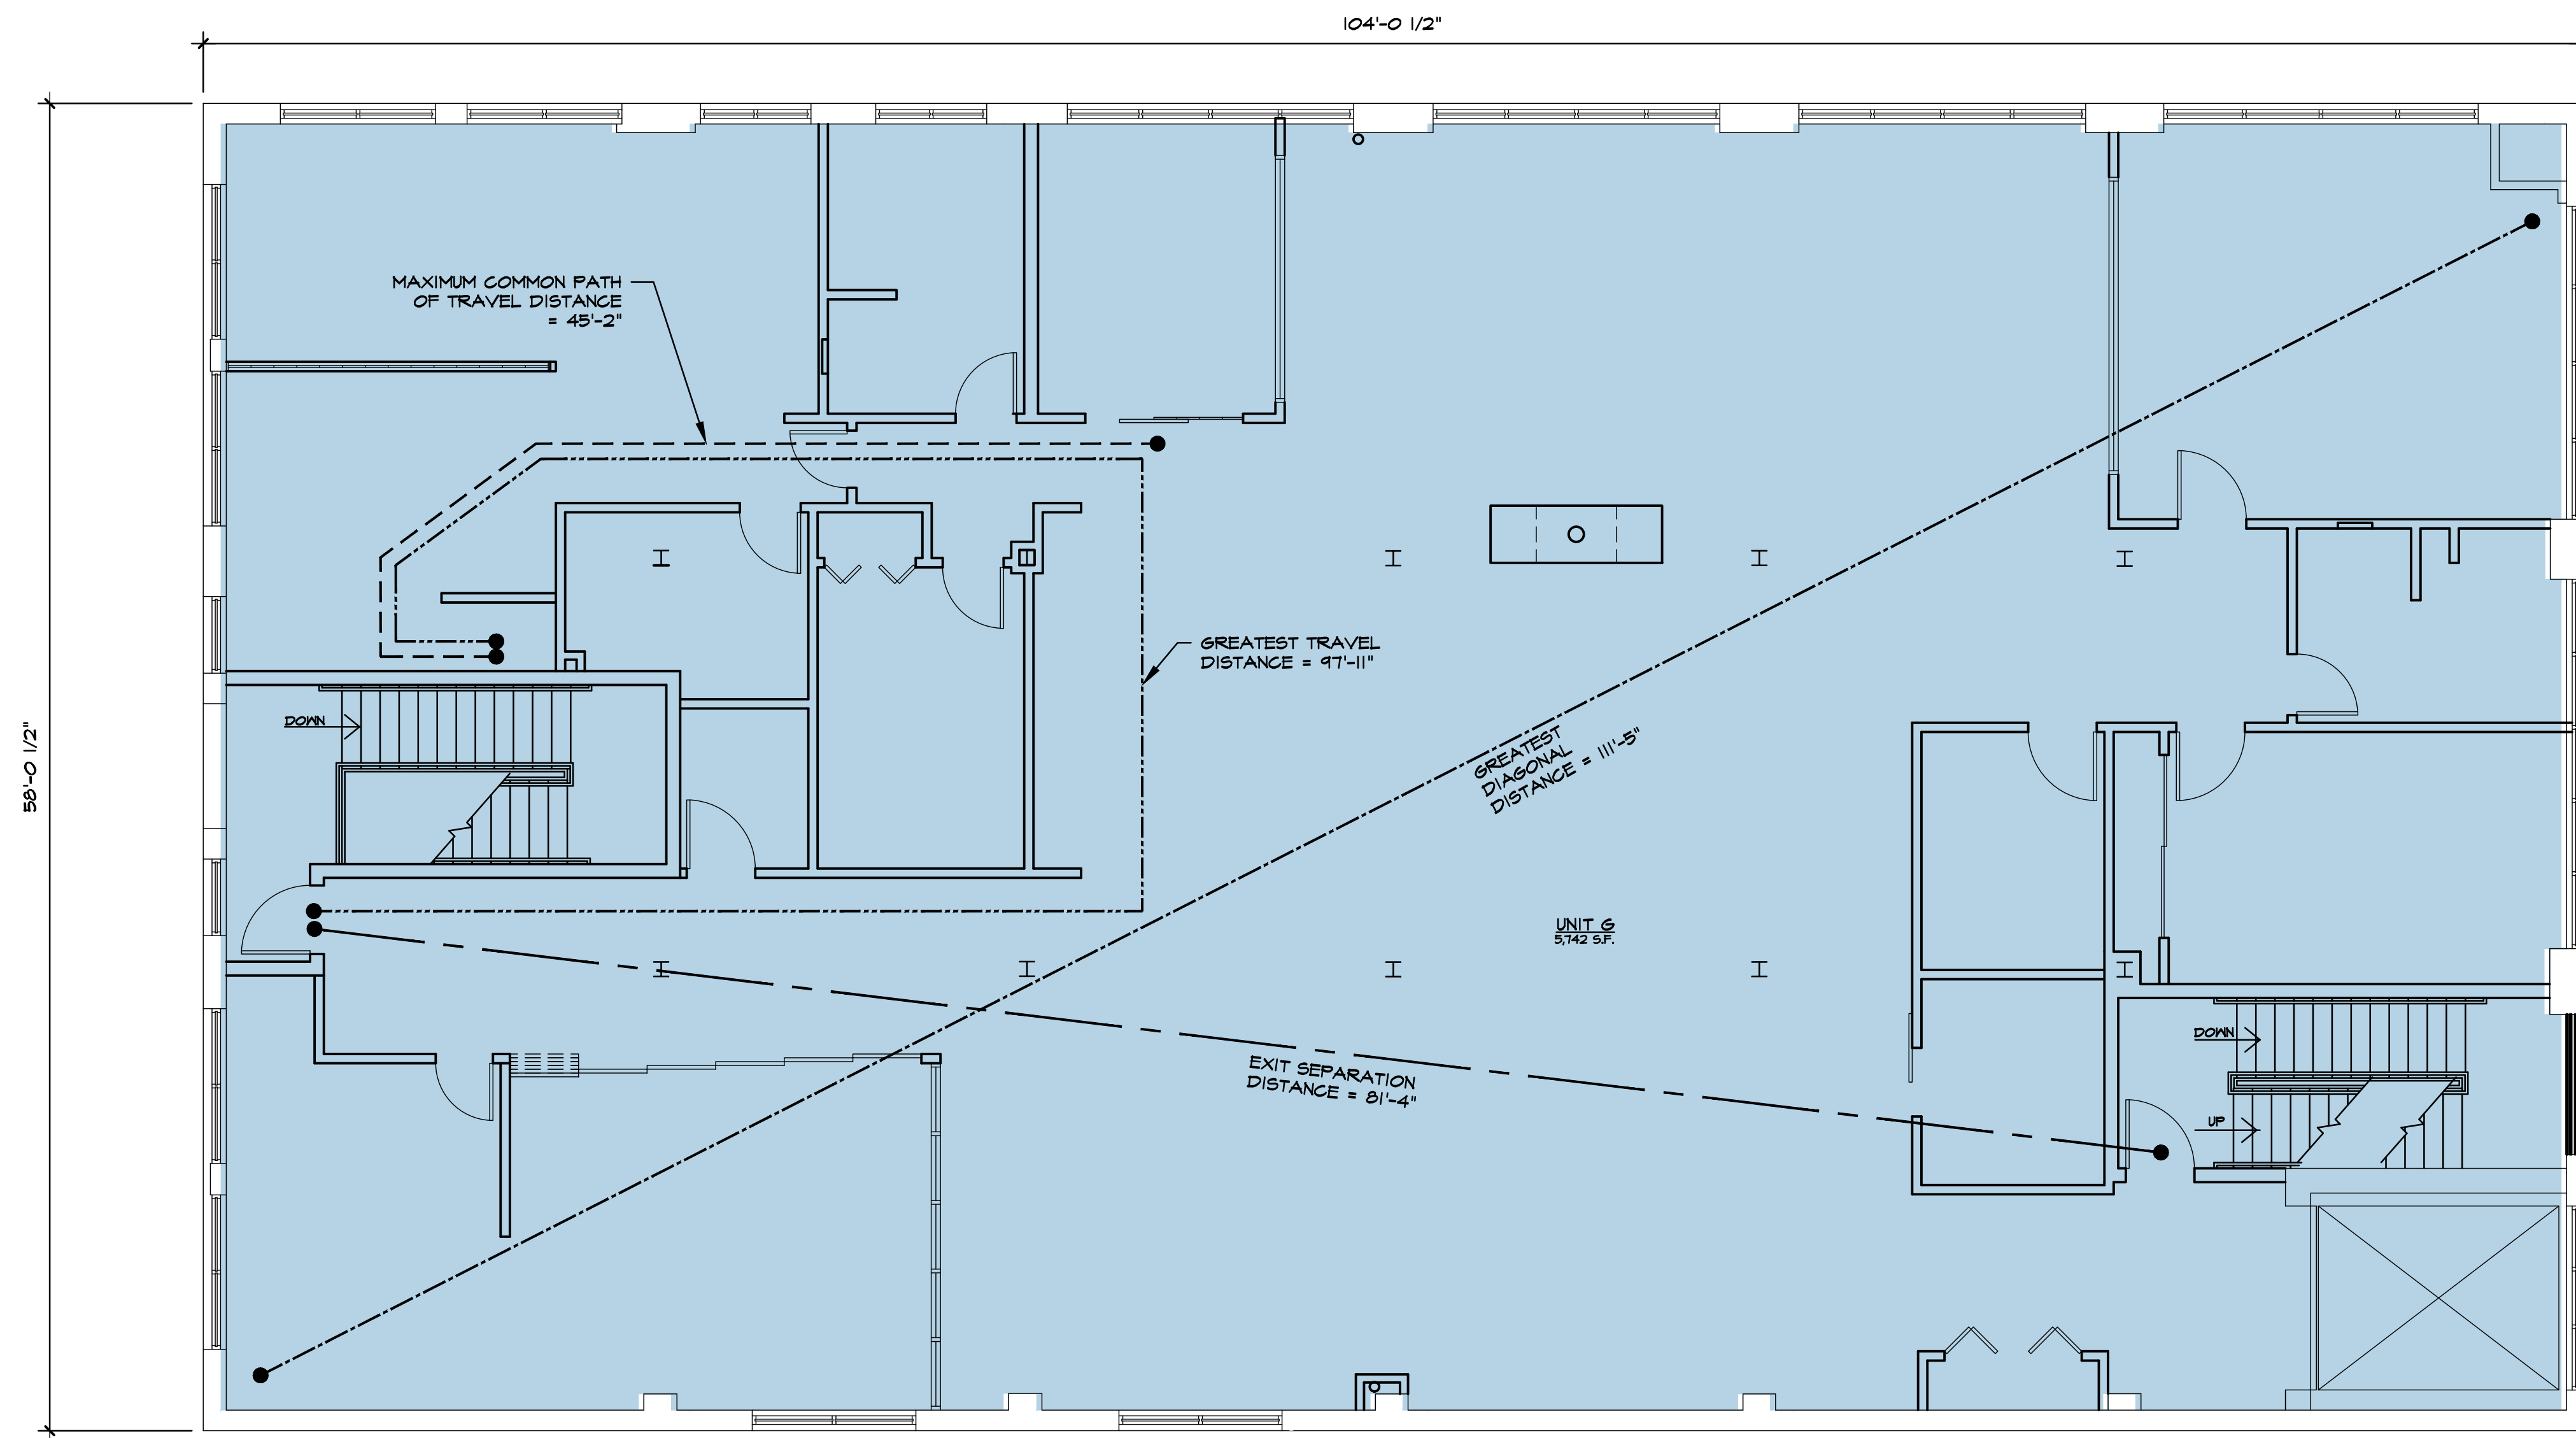 104'-0 1/2"
MAXIMUM COMMON PATH
OF TRAVEL DISTANCE
= 45'-2"
GREATEST TRAVEL
DISTANCE = 97'-11"
58'-0 1/2"
DOWN
GREATEST
DIAGONAL
DISTANCE = 111'-5"
UNIT G
5,742 S.F.
EXIT SEPARATION
DISTANCE = 81'-4"
DOWN
UP